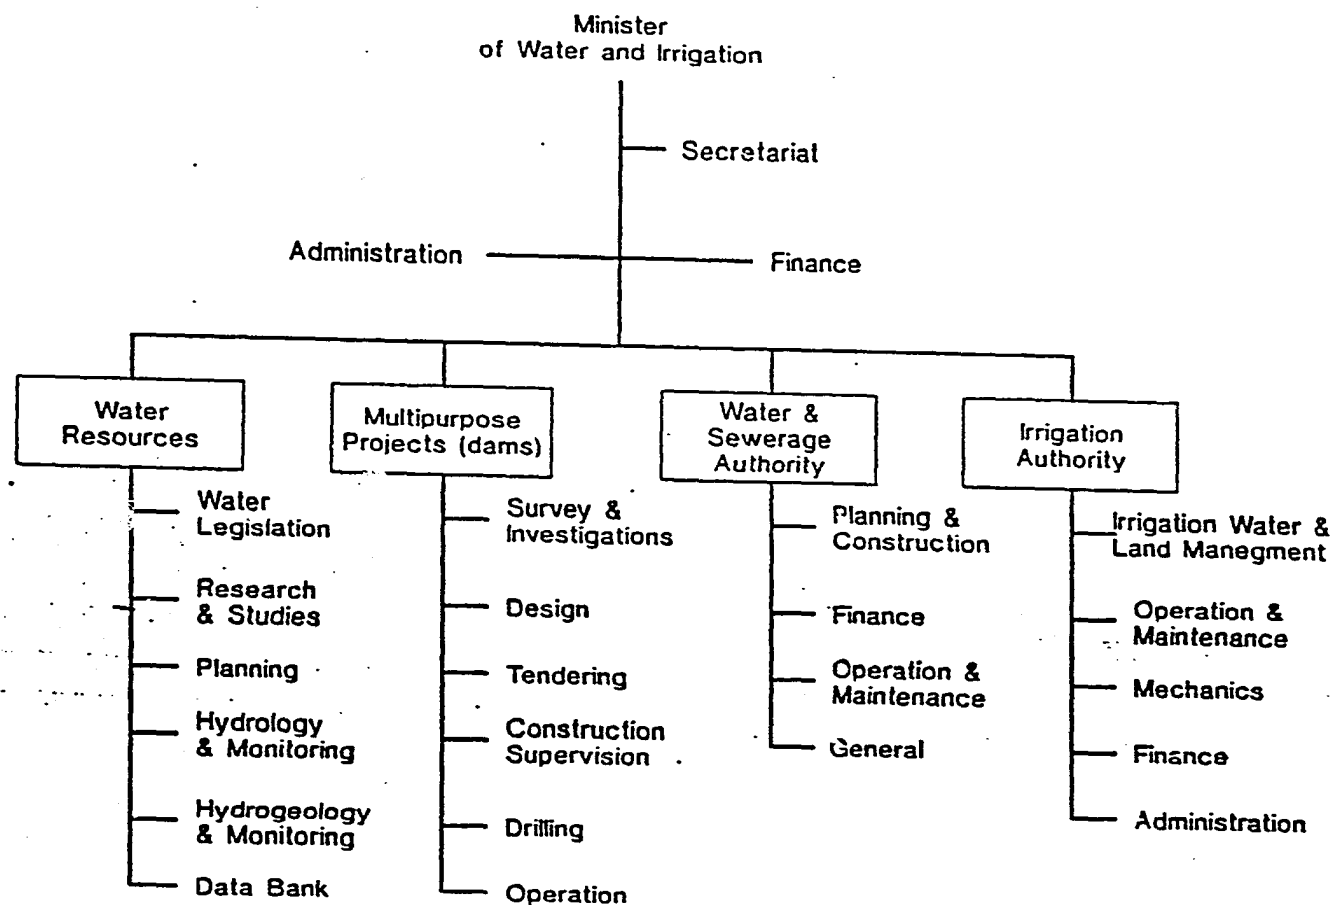 Minister
of Water and Irrigation
Secretariat
Administration
Finance
Water
Resources
Water
Legislation
Research
& Studies
Planning
Hydrology
& Monitoring
Hydrogeology
& Monitoring
Data Bank
Multipurpose
Projects (dams)
Survey &
Investigations
Design
Tendering
Construction
Supervision
Drilling
Operation
Water &
Sewerage
Authority
Planning &
Construction
Finance
Operation &
Maintenance
General
Irrigation
Authority
Irrigation Water &
Land Manegment
Operation &
Maintenance
Mechanics
Finance
Administration